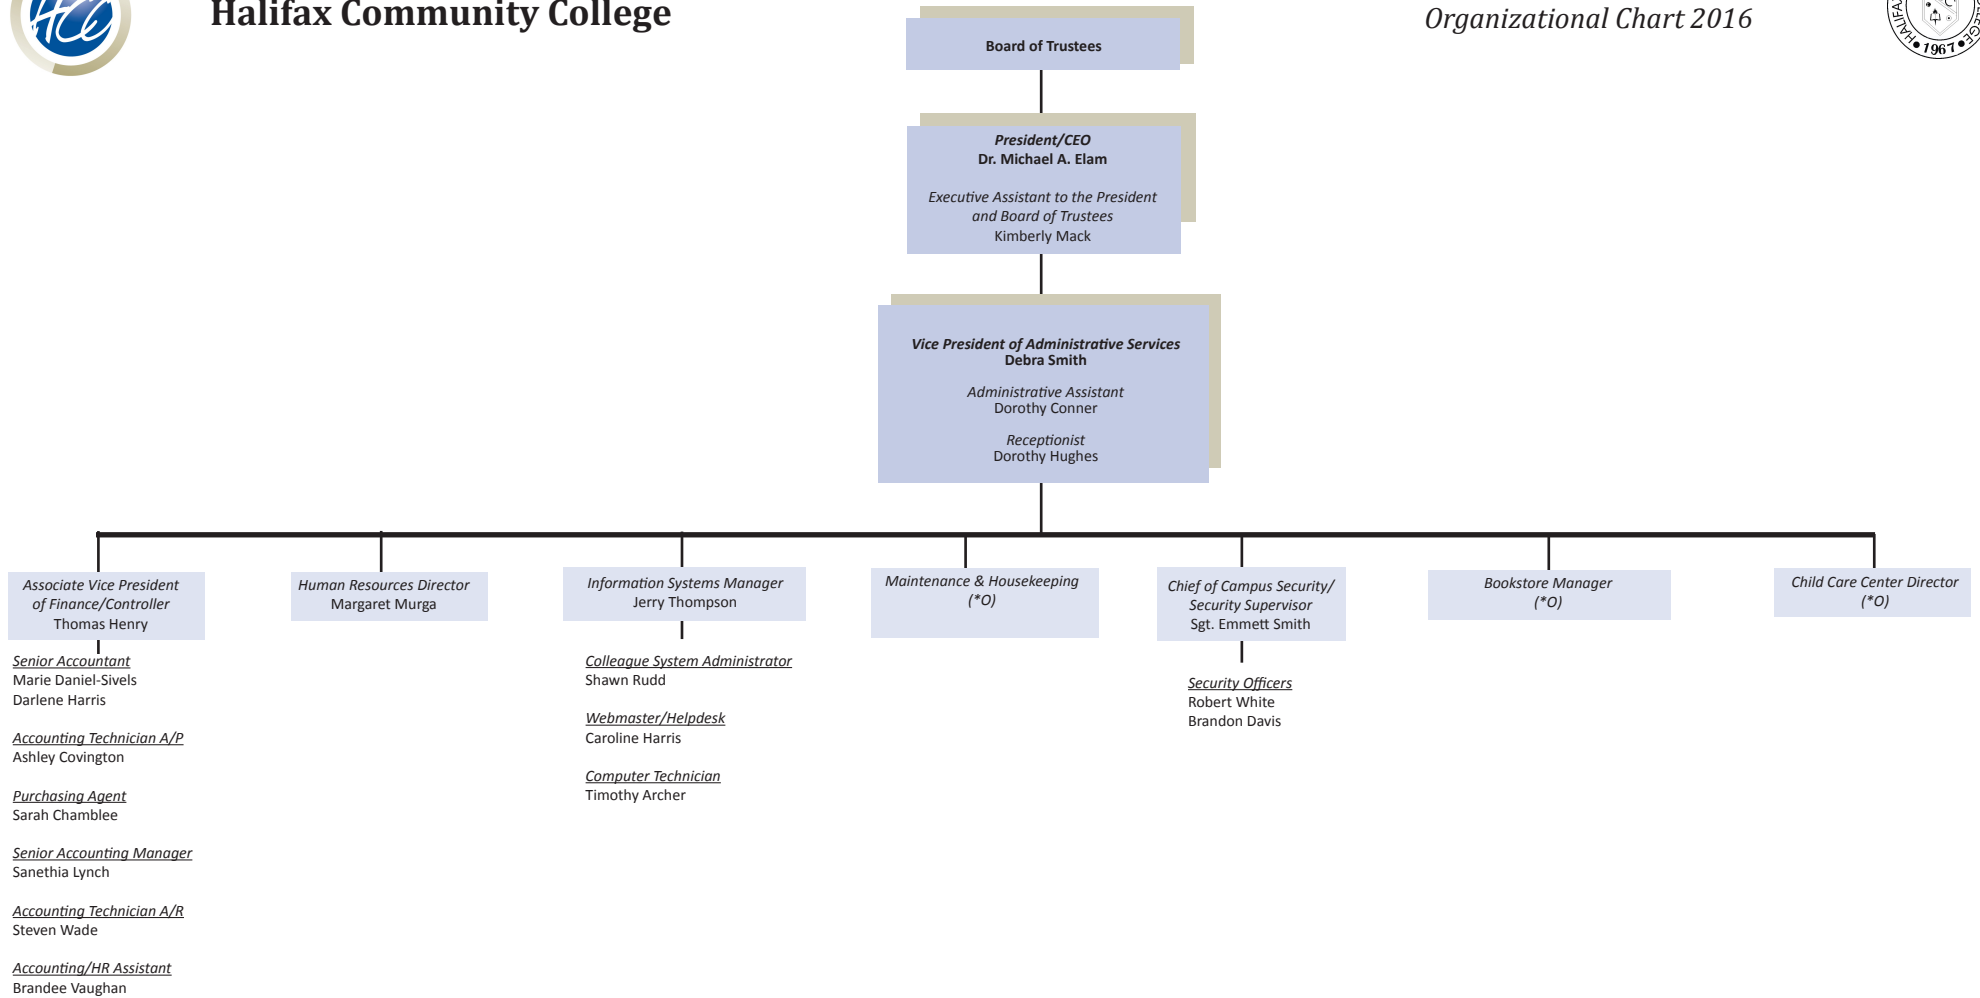 HCC
Halifax Community College
Organizational Chart 2016
1967
Board of Trustees
President/CEO
Dr. Michael A. Elam
Executive Assistant to the President
and Board of Trustees
Kimberly Mack
Vice President of Administrative Services
Debra Smith
Administrative Assistant
Dorothy Conner
Receptionist
Dorothy Hughes
Associate Vice President
of Finance/Controller
Thomas Henry
Senior Accountant
Marie Daniel-Sivels
Darlene Harris
Accounting Technician A/P
Ashley Covington
Purchasing Agent
Sarah Chamblee
Senior Accounting Manager
Sanethia Lynch
Accounting Technician A/R
Steven Wade
Accounting/HR Assistant
Brandee Vaughan
Human Resources Director
Margaret Murga
Information Systems Manager
Jerry Thompson
Colleague System Administrator
Shawn Rudd
Webmaster/Helpdesk
Caroline Harris
Computer Technician
Timothy Archer
Maintenance & Housekeeping
(*O)
Chief of Campus Security/
Security Supervisor
Sgt. Emmett Smith
Security Officers
Robert White
Brandon Davis
Bookstore Manager
(*O)
Child Care Center Director
(*O)